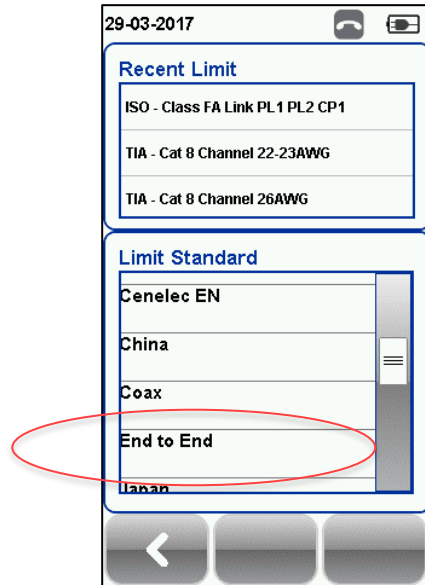 29-03-2017
Recent Limit
ISO - Class FA Link PL1 PL2 CP1
TIA - Cat 8 Channel 22-23AWG
TIA - Cat 8 Channel 26AWG
Limit Standard
Cenelec EN
China
Coax
End to End
Japan